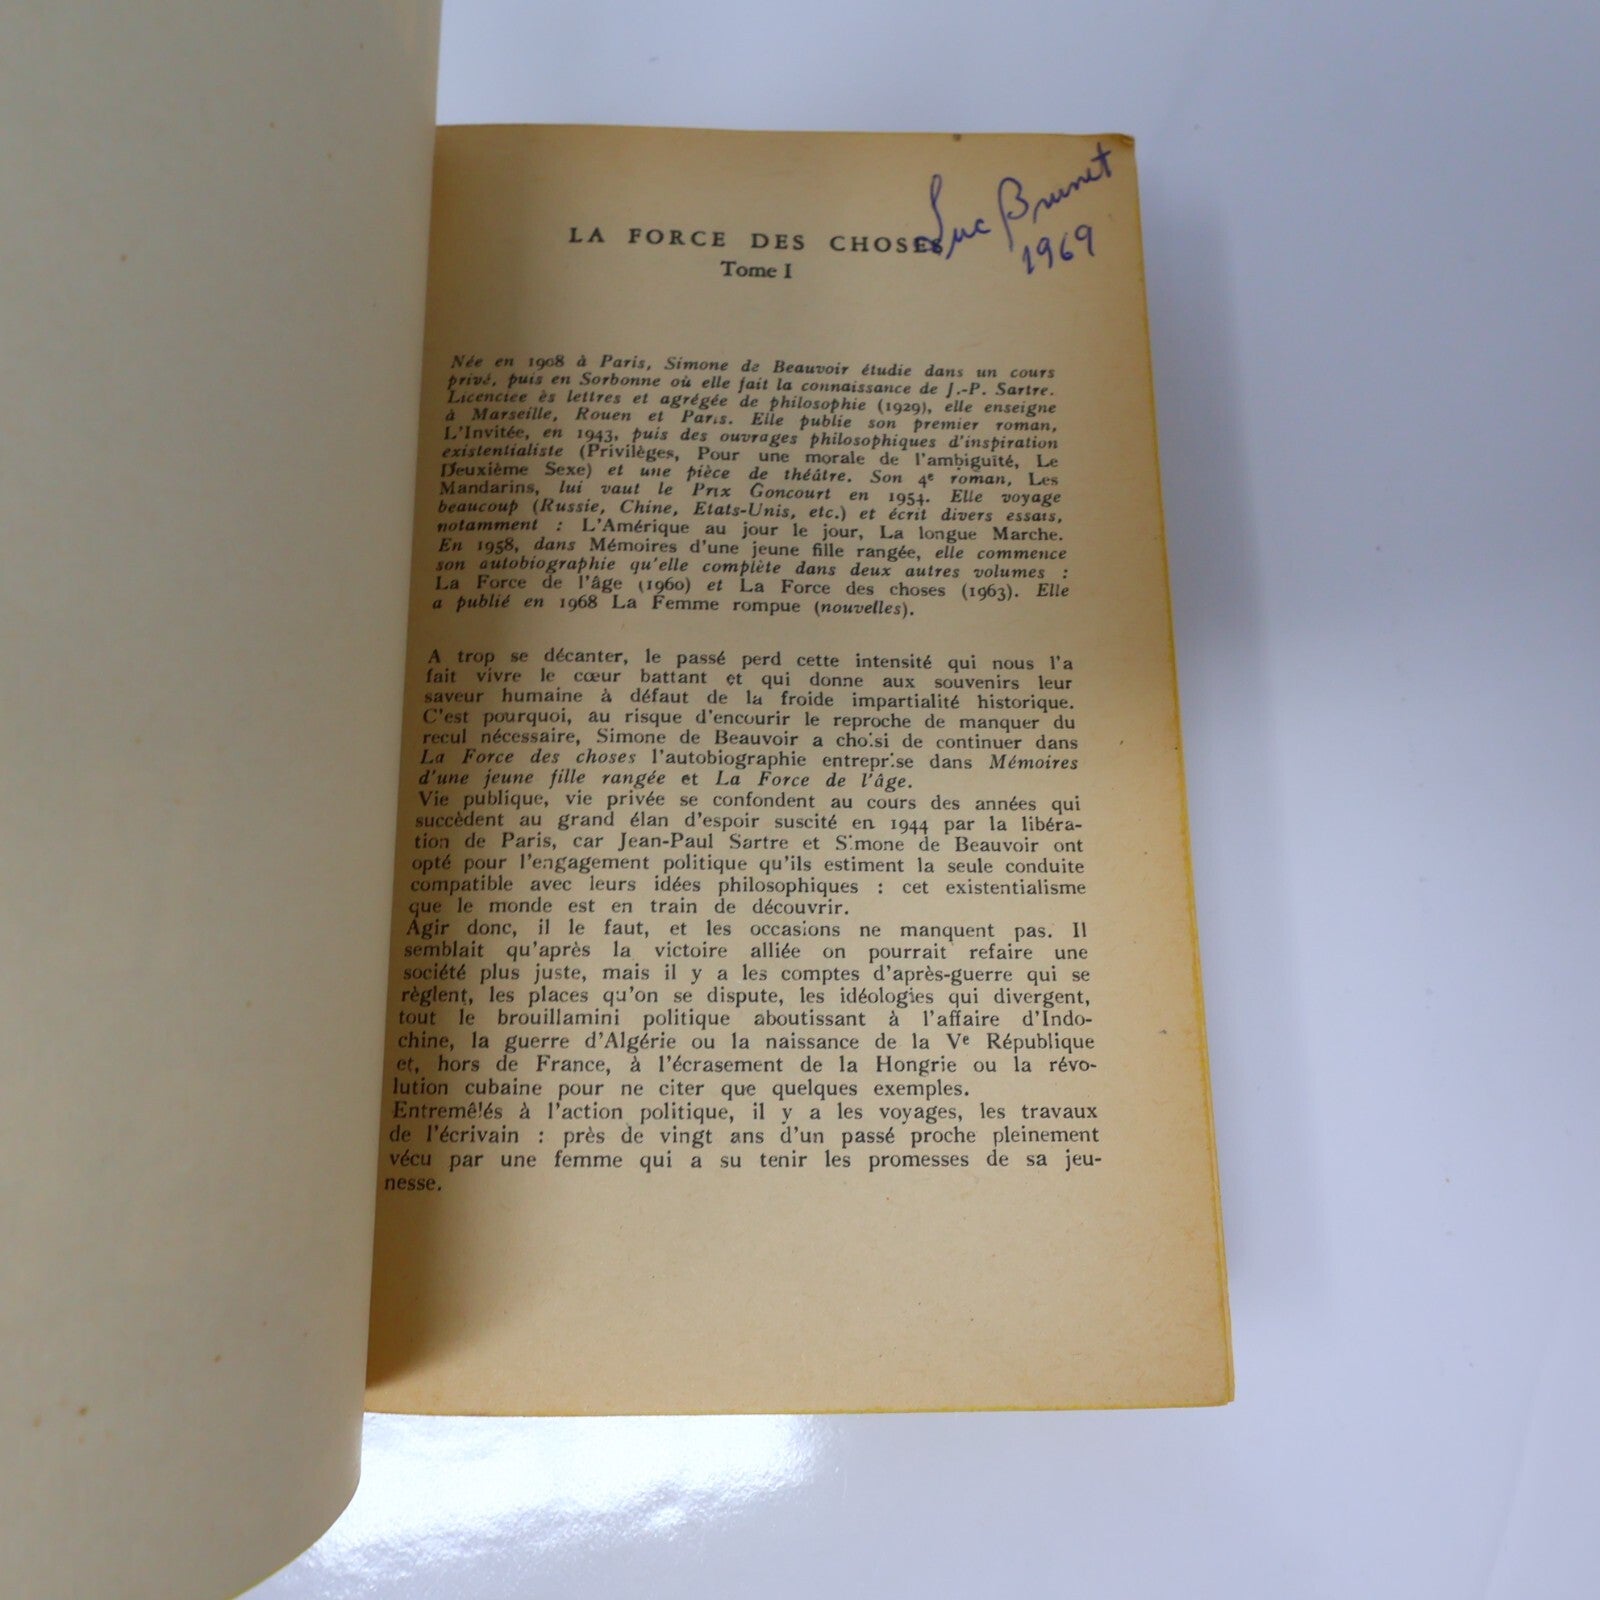 Luc Brunet
1969
LA FORCE DES CHOSES
Tome I
Née en 1908 à Paris, Simone de Beauvoir étudie dans un cours
privé, puis en Sorbonne où elle fait la connaissance de J.-P. Sartre.
Licenciée ès lettres et agrégée de philosophie (1929), elle enseigne
à Marseille, Rouen et Paris. Elle publie son premier roman,
L'Invitée, en 1943, puis des ouvrages philosophiques d'inspiration
existentialiste (Privilèges, Pour une morale de l'ambiguïté, Le
Deuxième Sexe) et une pièce de théâtre. Son 4e roman, Les
Mandarins, lui vaut le Prix Goncourt en 1954. Elle voyage
beaucoup (Russie, Chine, Etats-Unis, etc.) et écrit divers essais,
notamment : L'Amérique au jour le jour, La longue Marche.
En 1958, dans Mémoires d'une jeune fille rangée, elle commence
son autobiographie qu'elle complète dans deux autres volumes :
La Force de l'âge (1960) et La Force des choses (1963). Elle
a publié en 1968 La Femme rompue (nouvelles).
A trop se décanter, le passé perd cette intensité qui nous l'a
fait vivre le cœur battant et qui donne aux souvenirs leur
saveur humaine à défaut de la froide impartialité historique.
C'est pourquoi, au risque d'encourir le reproche de manquer du
recul nécessaire, Simone de Beauvoir a choisi de continuer dans
La Force des choses l'autobiographie entreprise dans Mémoires
d'une jeune fille rangée et La Force de l'âge.
Vie publique, vie privée se confondent au cours des années qui
succèdent au grand élan d'espoir suscité en 1944 par la libéra-
tion de Paris, car Jean-Paul Sartre et Simone de Beauvoir ont
opté pour l'engagement politique qu'ils estiment la seule conduite
compatible avec leurs idées philosophiques : cet existentialisme
que le monde est en train de découvrir.
Agir donc, il le faut, et les occasions ne manquent pas. Il
semblait qu'après la victoire alliée on pourrait refaire une
société plus juste, mais il y a les comptes d'après-guerre qui se
règlent, les places qu'on se dispute, les idéologies qui divergent,
tout le brouillamini politique aboutissant à l'affaire d'Indo-
chine, la guerre d'Algérie ou la naissance de la Ve République
et, hors de France, à l'écrasement de la Hongrie ou la révo-
lution cubaine pour ne citer que quelques exemples.
Entremêlés à l'action politique, il y a les voyages, les travaux
de l'écrivain : près de vingt ans d'un passé proche pleinement
vécu par une femme qui a su tenir les promesses de sa jeu-
nesse.